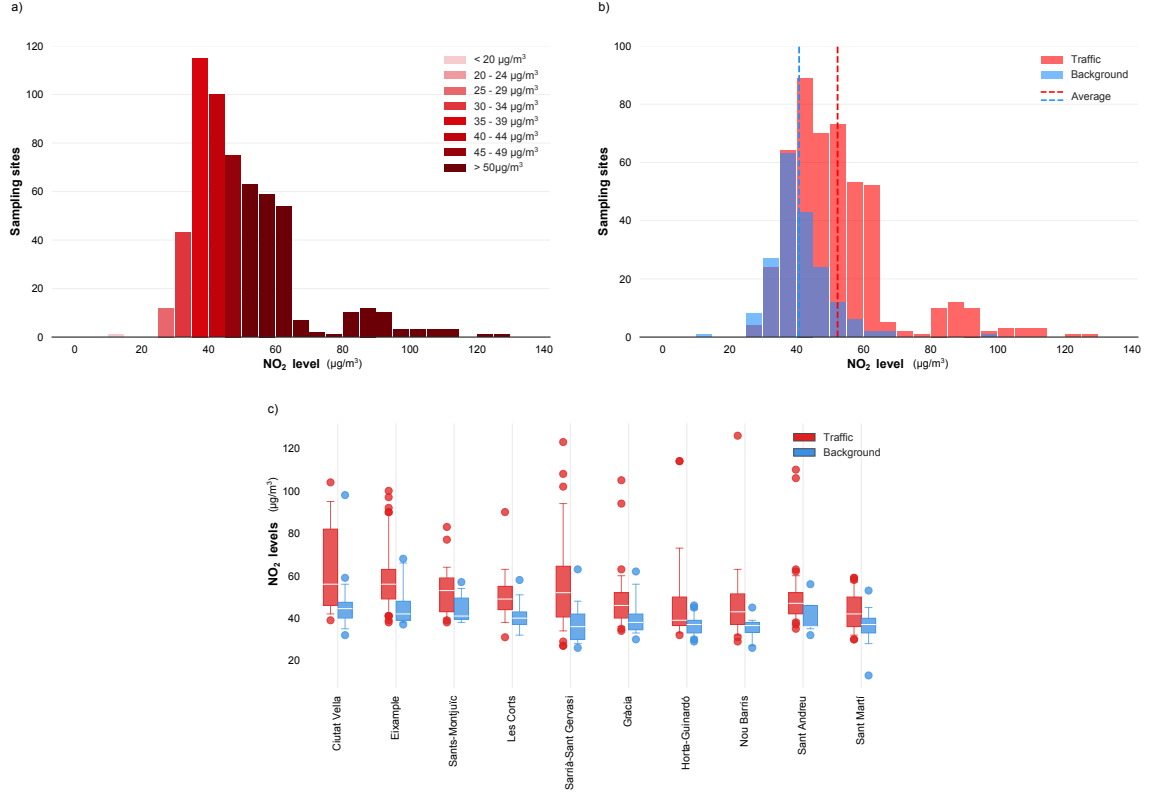 a)
120
100
80
60
40
20
0
Sampling sites
< 20 µg/m³
20 - 24 µg/m³
25 - 29 µg/m³
30 - 34 µg/m³
35 - 39 µg/m³
40 - 44 µg/m³
45 - 49 µg/m³
> 50µg/m³
0 20 40 60 80 100 120 140
NO₂ level (µg/m³)
b)
100
80
60
40
20
0
Sampling sites
Traffic
Background
Average
0 20 40 60 80 100 120 140
NO₂ level (µg/m³)
c)
120
100
80
60
40
20
NO₂ levels (µg/m³)
Traffic
Background
Ciutat Vella
Eixample
Sants-Montjuïc
Les Corts
Sarrià-Sant Gervasi
Gràcia
Horta-Guinardó
Nou Barris
Sant Andreu
Sant Martí